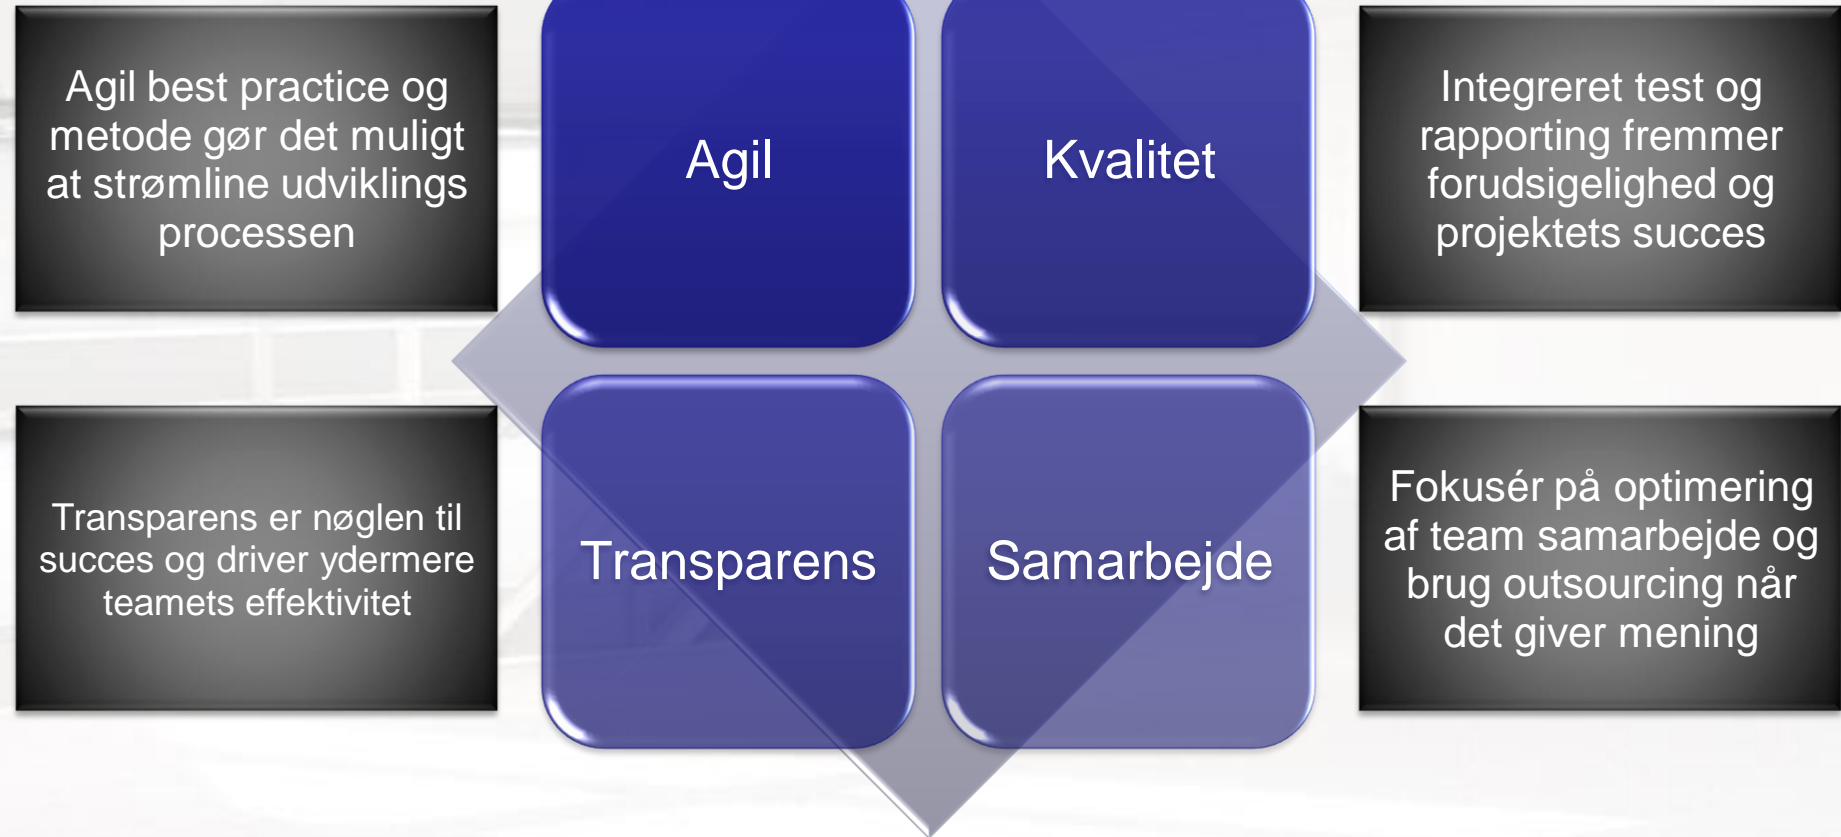 Agil best practice og
metode gør det muligt
at strømline udviklings
processen
Agil
Kvalitet
Integreret test og
rapporting fremmer
forudsigelighed og
projektets succes
Transparens er nøglen til
succes og driver ydermere
teamets effektivitet
Transparens
Samarbejde
Fokusér på optimering
af team samarbejde og
brug outsourcing når
det giver mening